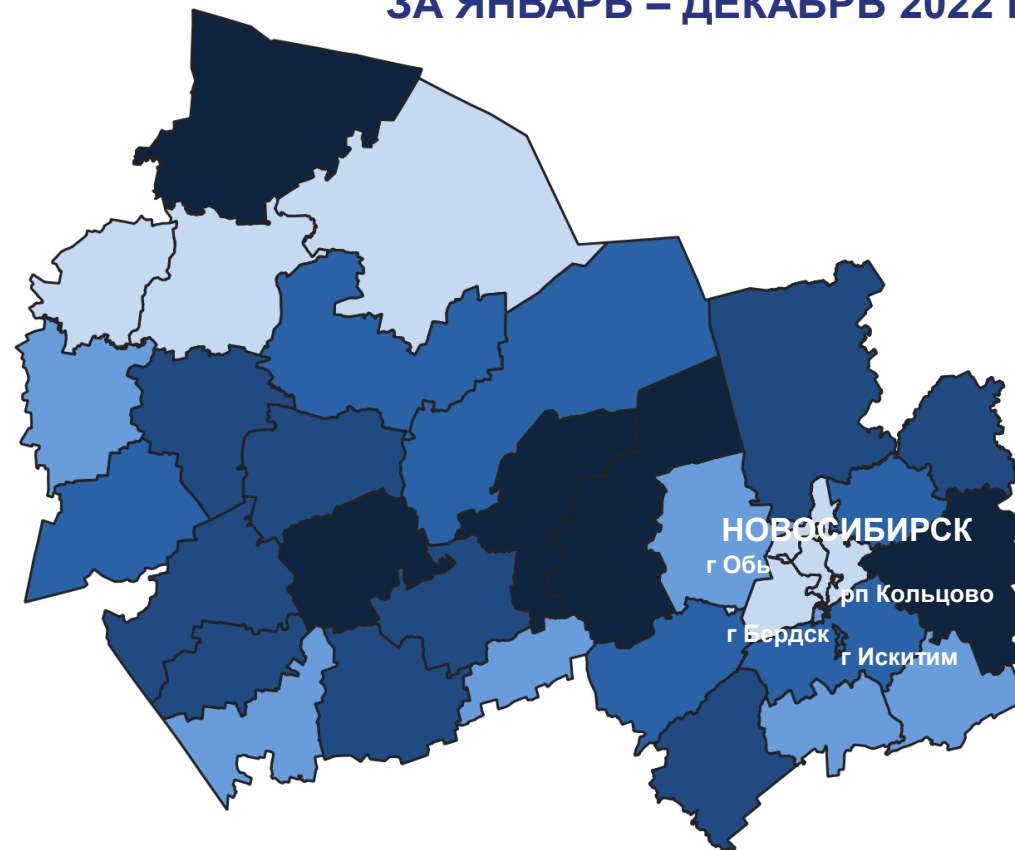 ЗА ЯНВАРЬ – ДЕКАБРЬ 2022
НОВОСИБИРСК
г Обь
рп Кольцово
г Бердск
г Искитим